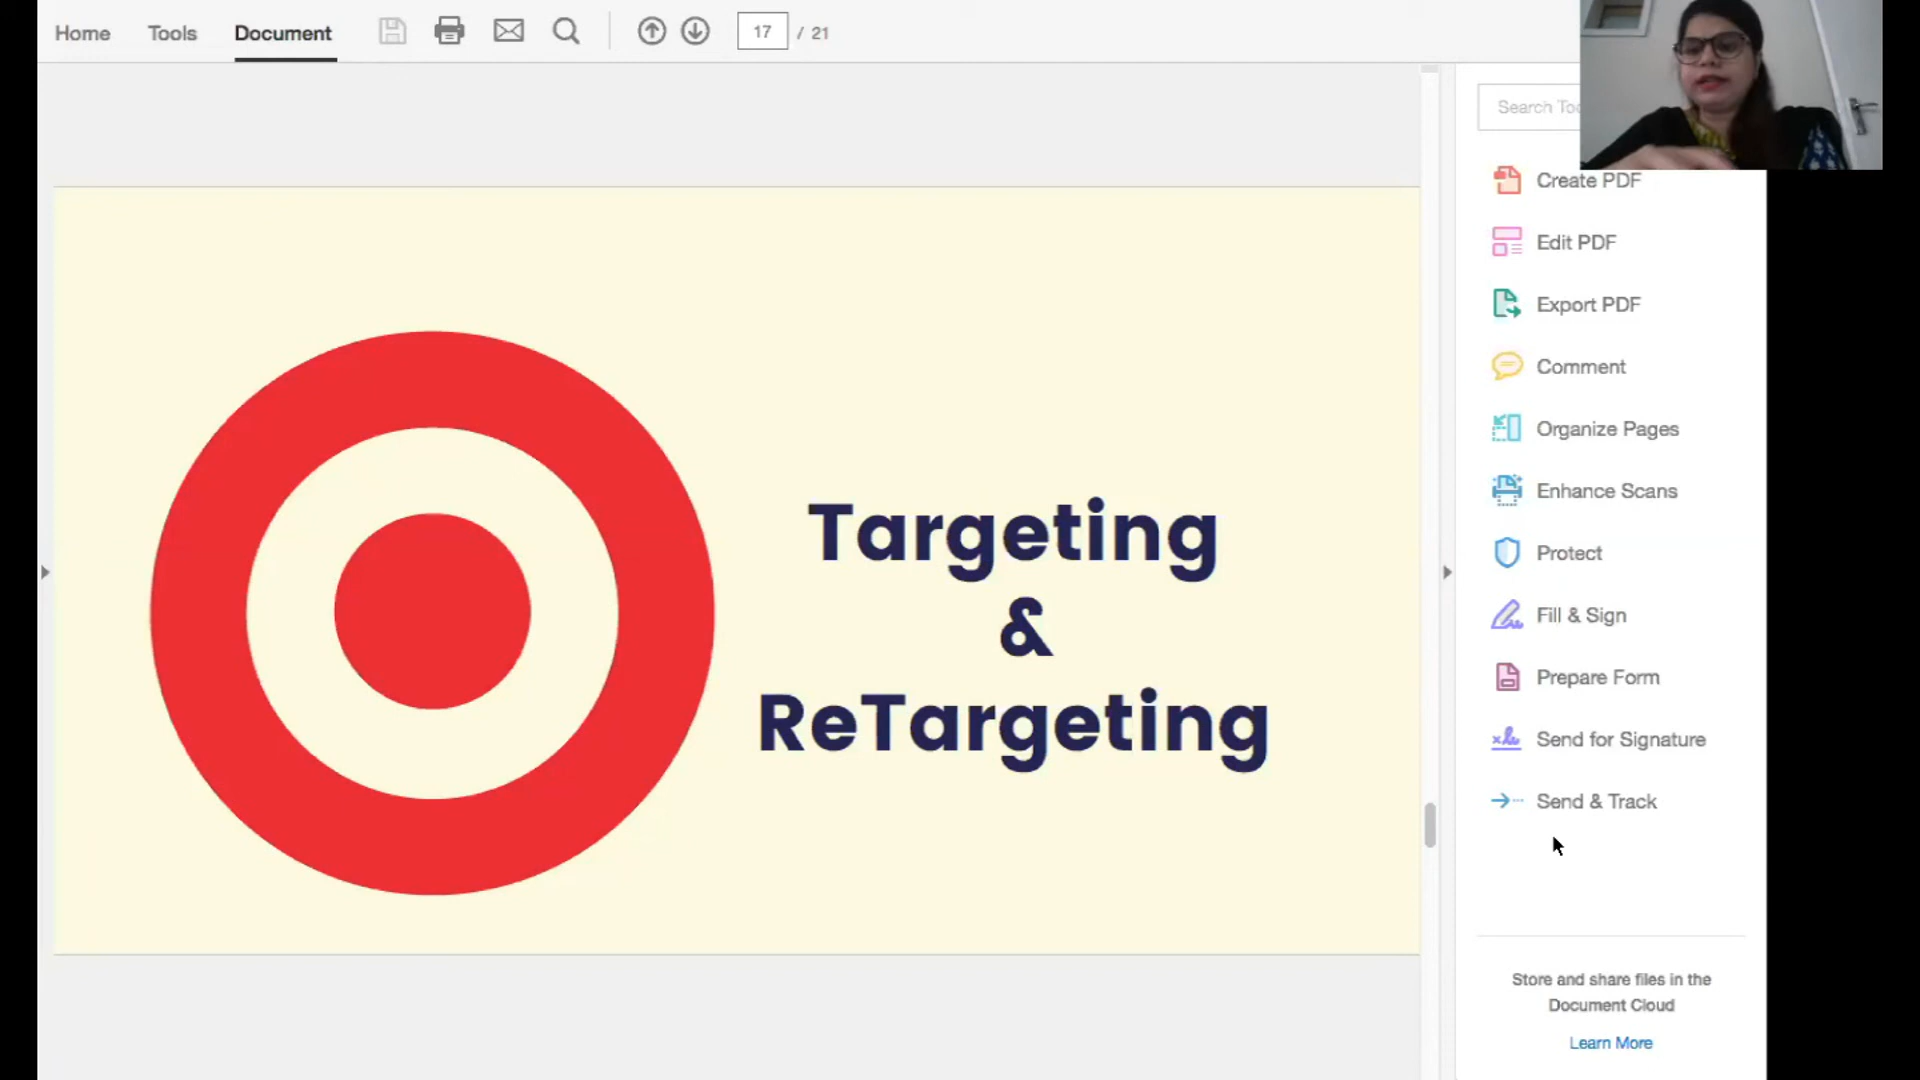 Home Tools Document 17 / 21
Search Too
Create PDF
Edit PDF
Export PDF
Comment
Organize Pages
Enhance Scans
Protect
Fill & Sign
Prepare Form
Send for Signature
Send & Track
Targeting
&
ReTargeting
Store and share files in the
Document Cloud
Learn More